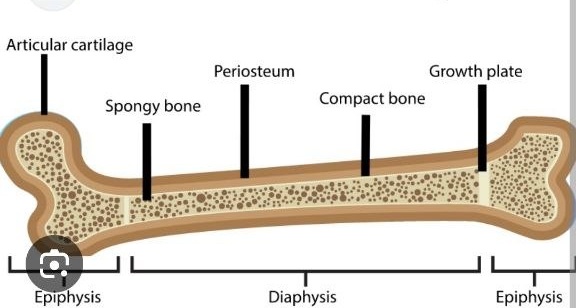 Articular cartilage
Periosteum
Growth plate
Spongy bone
Compact bone
Epiphysis
Diaphysis
Epiphysis